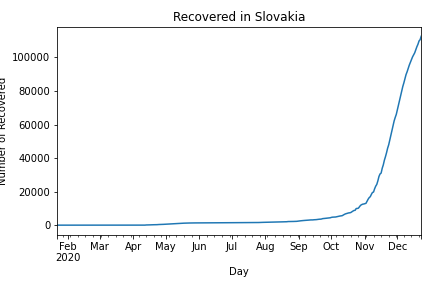 Recovered in Slovakia
Number of Recovered
100000
80000
60000
40000
20000
0
Feb Mar Apr May Jun Jul Aug Sep Oct Nov Dec
2020
Day